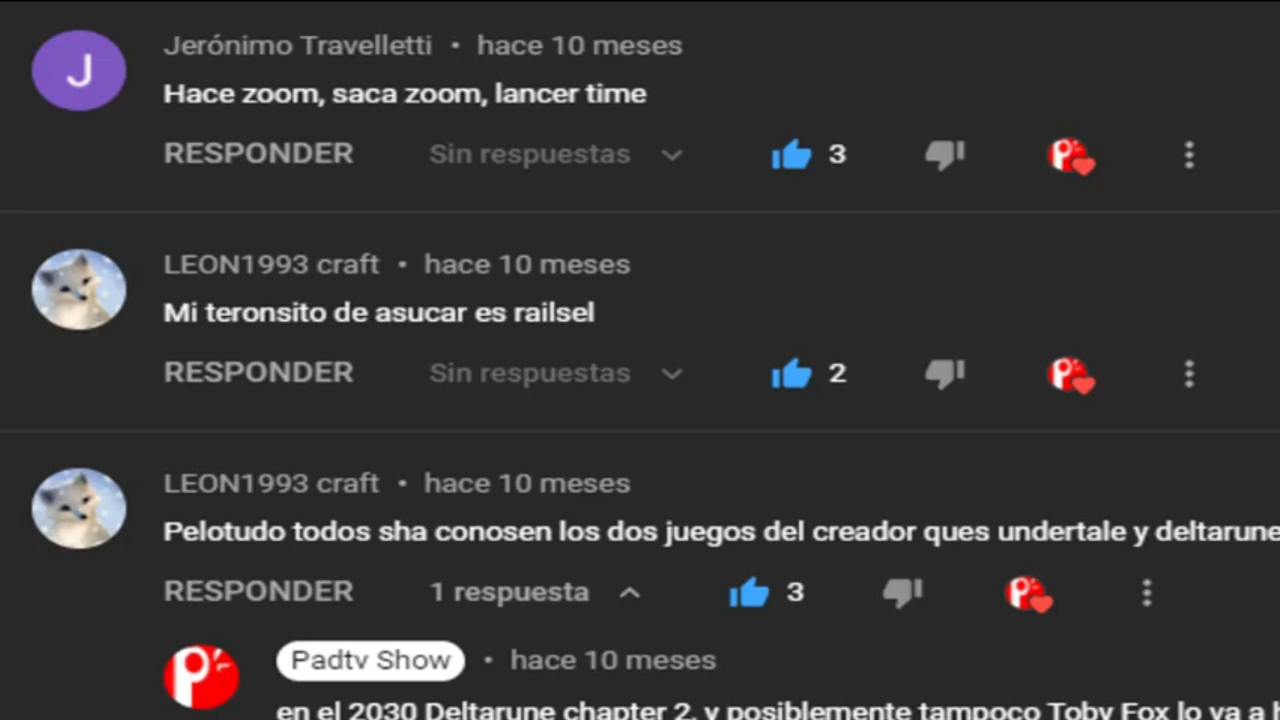 J
Jerónimo Travelletti • hace 10 meses
Hace zoom, saca zoom, lancer time
RESPONDER Sin respuestas 3
LEON1993 craft • hace 10 meses
Mi teronsito de asucar es railsel
RESPONDER Sin respuestas 2
LEON1993 craft • hace 10 meses
Pelotudo todos sha conosen los dos juegos del creador ques undertale y deltarune
RESPONDER 1 respuesta 3
P Padtv Show • hace 10 meses
en el 2030 Deltarune chapter 2, y posiblemente tampoco Toby Fox lo va a